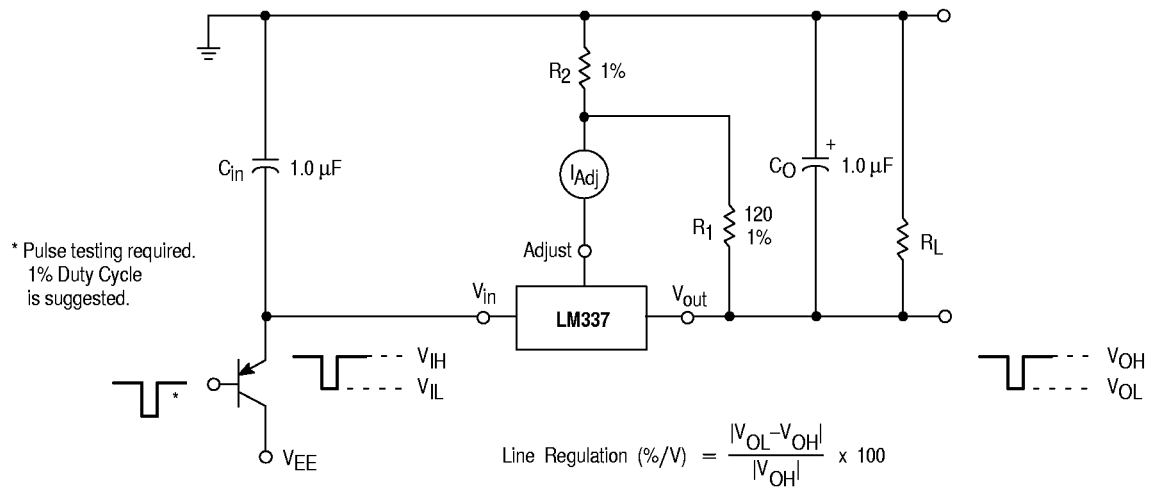 R2 1%
Cin 1.0 µF
IAdj
CO + 1.0 µF
R1 120
1%
RL
* Pulse testing required.
1% Duty Cycle
is suggested.
Adjust
Vin
LM337
Vout
VIH
VIL
*
VEE
VOH
VOL
Line Regulation (%/V) = |VOL–VOH| / |VOH| x 100